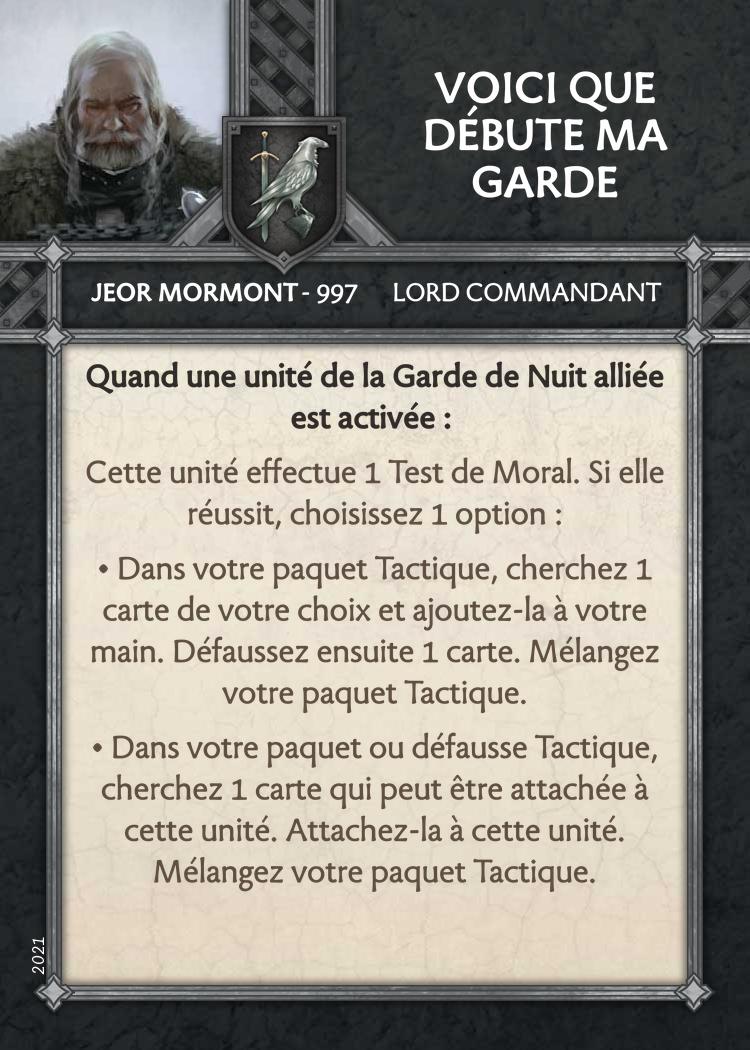 VOICI QUE
DÉBUTE MA
GARDE
JEOR MORMONT - 997 LORD COMMANDANT
Quand une unité de la Garde de Nuit alliée
est activée :
Cette unité effectue 1 Test de Moral. Si elle
réussit, choisissez 1 option :
• Dans votre paquet Tactique, cherchez 1
carte de votre choix et ajoutez-la à votre
main. Défaussez ensuite 1 carte. Mélangez
votre paquet Tactique.
• Dans votre paquet ou défausse Tactique,
cherchez 1 carte qui peut être attachée à
cette unité. Attachez-la à cette unité.
Mélangez votre paquet Tactique.
2021